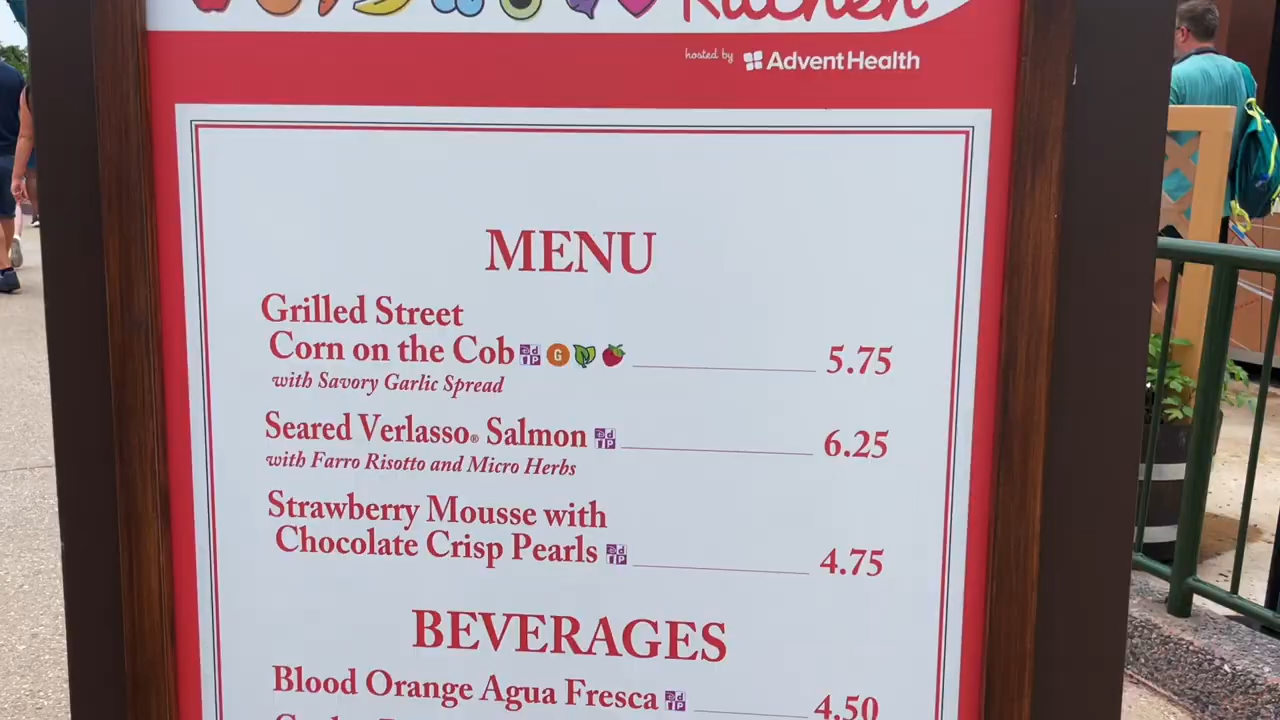 Kitchen
hosted by AdventHealth
MENU
Grilled Street
Corn on the Cob G 5.75
with Savory Garlic Spread
Seared Verlasso® Salmon 6.25
with Farro Risotto and Micro Herbs
Strawberry Mousse with
Chocolate Crisp Pearls 4.75
BEVERAGES
Blood Orange Agua Fresca 4.50